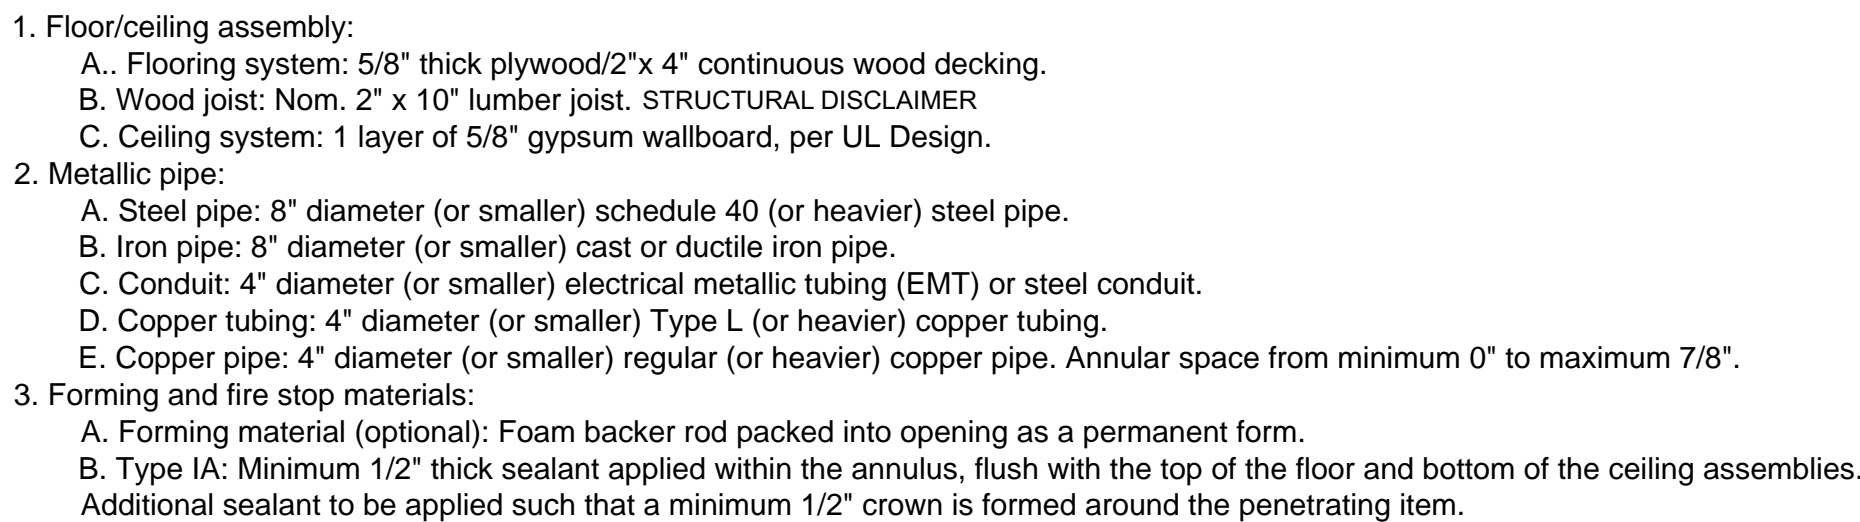 1. Floor/ceiling assembly:
A.. Flooring system: 5/8" thick plywood/2"x 4" continuous wood decking.
B. Wood joist: Nom. 2" x 10" lumber joist. STRUCTURAL DISCLAIMER
C. Ceiling system: 1 layer of 5/8" gypsum wallboard, per UL Design.
2. Metallic pipe:
A. Steel pipe: 8" diameter (or smaller) schedule 40 (or heavier) steel pipe.
B. Iron pipe: 8" diameter (or smaller) cast or ductile iron pipe.
C. Conduit: 4" diameter (or smaller) electrical metallic tubing (EMT) or steel conduit.
D. Copper tubing: 4" diameter (or smaller) Type L (or heavier) copper tubing.
E. Copper pipe: 4" diameter (or smaller) regular (or heavier) copper pipe. Annular space from minimum 0" to maximum 7/8".
3. Forming and fire stop materials:
A. Forming material (optional): Foam backer rod packed into opening as a permanent form.
B. Type IA: Minimum 1/2" thick sealant applied within the annulus, flush with the top of the floor and bottom of the ceiling assemblies.
Additional sealant to be applied such that a minimum 1/2" crown is formed around the penetrating item.